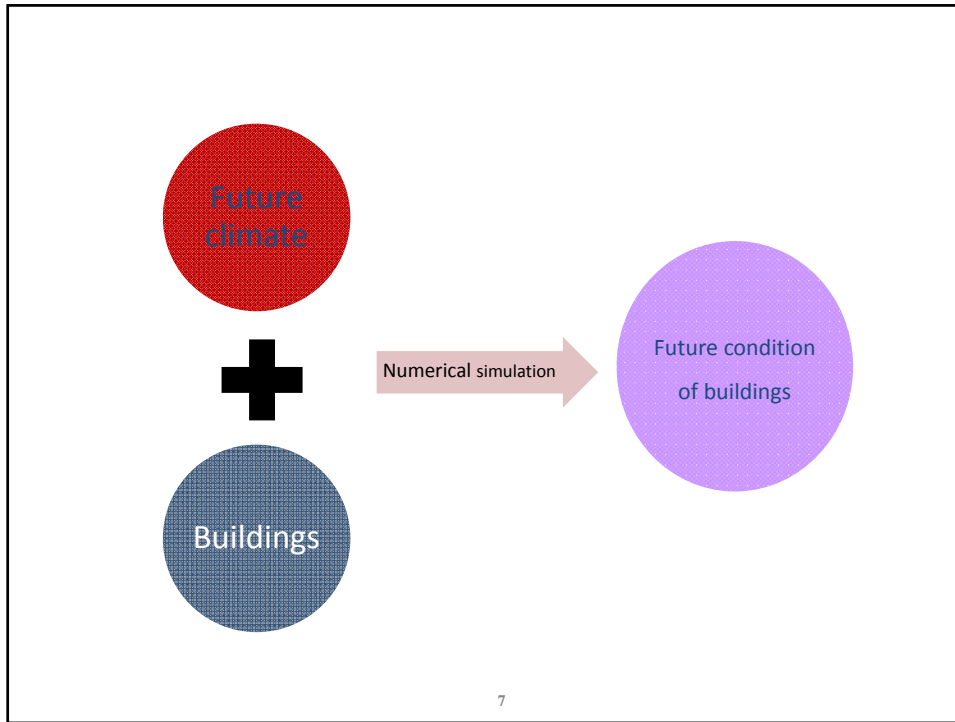 Future
climate
Numerical simulation
Future condition
of buildings
Buildings
7